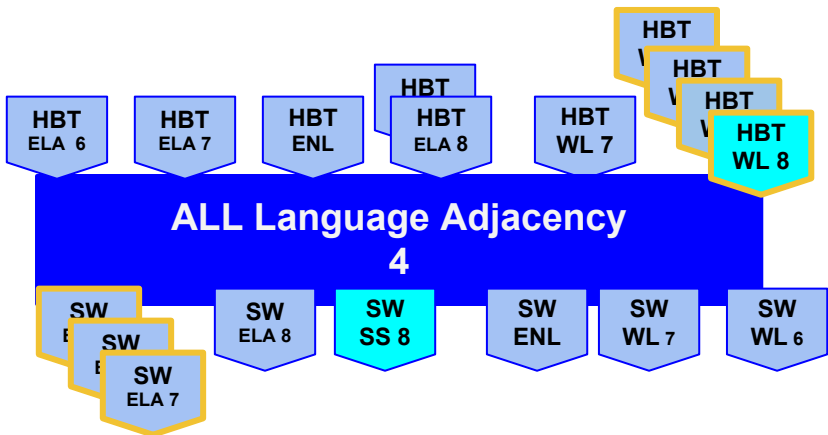 HBT
HBT
HBT
HBT
HBT
ELA 6
HBT
ELA 7
HBT
ENL
HBT
ELA 8
HBT
WL 7
HBT
WL 8
ALL Language Adjacency
4
SW
SW
SW
ELA 7
SW
ELA 8
SW
SS 8
SW
ENL
SW
WL 7
SW
WL 6